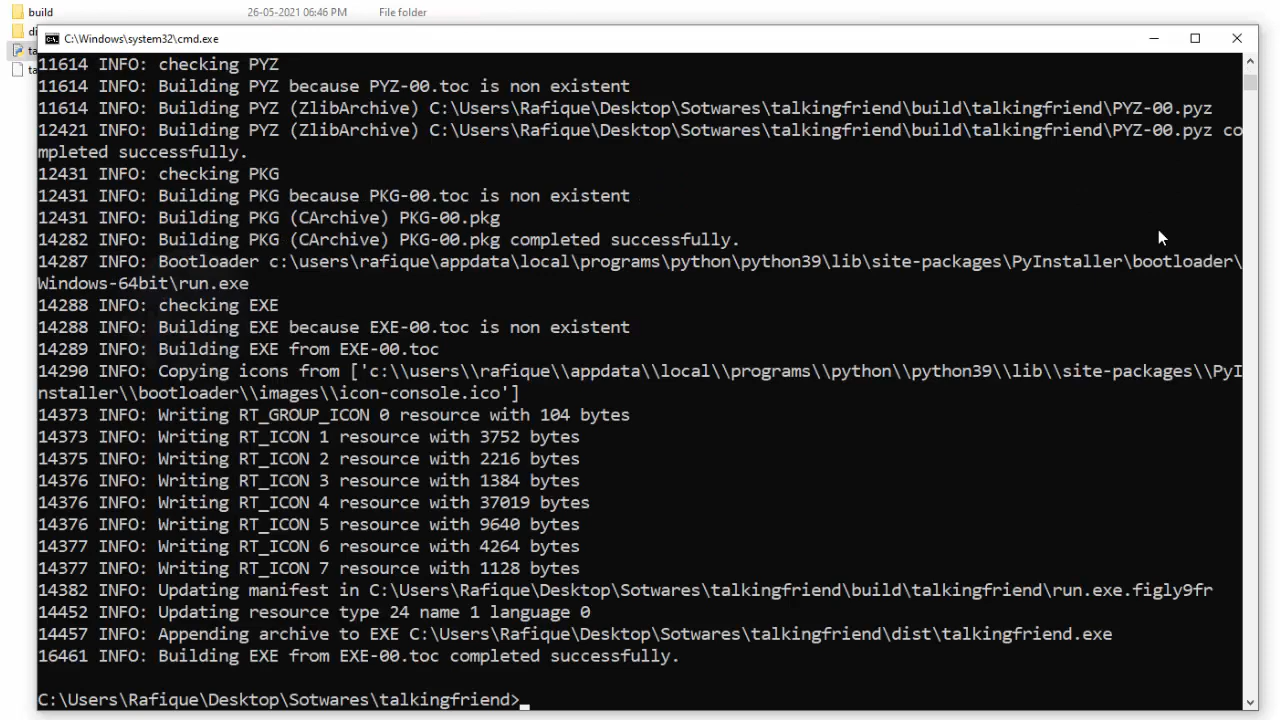 build 26-05-2021 06:46 PM File folder
di
ta
ta
C:\Windows\system32\cmd.exe
11614 INFO: checking PYZ
11614 INFO: Building PYZ because PYZ-00.toc is non existent
11614 INFO: Building PYZ (ZlibArchive) C:\Users\Rafique\Desktop\Sotwares\talkingfriend\build\talkingfriend\PYZ-00.pyz
12421 INFO: Building PYZ (ZlibArchive) C:\Users\Rafique\Desktop\Sotwares\talkingfriend\build\talkingfriend\PYZ-00.pyz co
mpleted successfully.
12431 INFO: checking PKG
12431 INFO: Building PKG because PKG-00.toc is non existent
12431 INFO: Building PKG (CArchive) PKG-00.pkg
14282 INFO: Building PKG (CArchive) PKG-00.pkg completed successfully.
14287 INFO: Bootloader c:\users\rafique\appdata\local\programs\python\python39\lib\site-packages\PyInstaller\bootloader\
Windows-64bit\run.exe
14288 INFO: checking EXE
14288 INFO: Building EXE because EXE-00.toc is non existent
14289 INFO: Building EXE from EXE-00.toc
14290 INFO: Copying icons from ['c:\\users\\rafique\\appdata\\local\\programs\\python\\python39\\lib\\site-packages\\PyI
nstaller\\bootloader\\images\\icon-console.ico']
14373 INFO: Writing RT_GROUP_ICON 0 resource with 104 bytes
14373 INFO: Writing RT_ICON 1 resource with 3752 bytes
14375 INFO: Writing RT_ICON 2 resource with 2216 bytes
14376 INFO: Writing RT_ICON 3 resource with 1384 bytes
14376 INFO: Writing RT_ICON 4 resource with 37019 bytes
14376 INFO: Writing RT_ICON 5 resource with 9640 bytes
14377 INFO: Writing RT_ICON 6 resource with 4264 bytes
14377 INFO: Writing RT_ICON 7 resource with 1128 bytes
14382 INFO: Updating manifest in C:\Users\Rafique\Desktop\Sotwares\talkingfriend\build\talkingfriend\run.exe.figly9fr
14452 INFO: Updating resource type 24 name 1 language 0
14457 INFO: Appending archive to EXE C:\Users\Rafique\Desktop\Sotwares\talkingfriend\dist\talkingfriend.exe
16461 INFO: Building EXE from EXE-00.toc completed successfully.
C:\Users\Rafique\Desktop\Sotwares\talkingfriend>